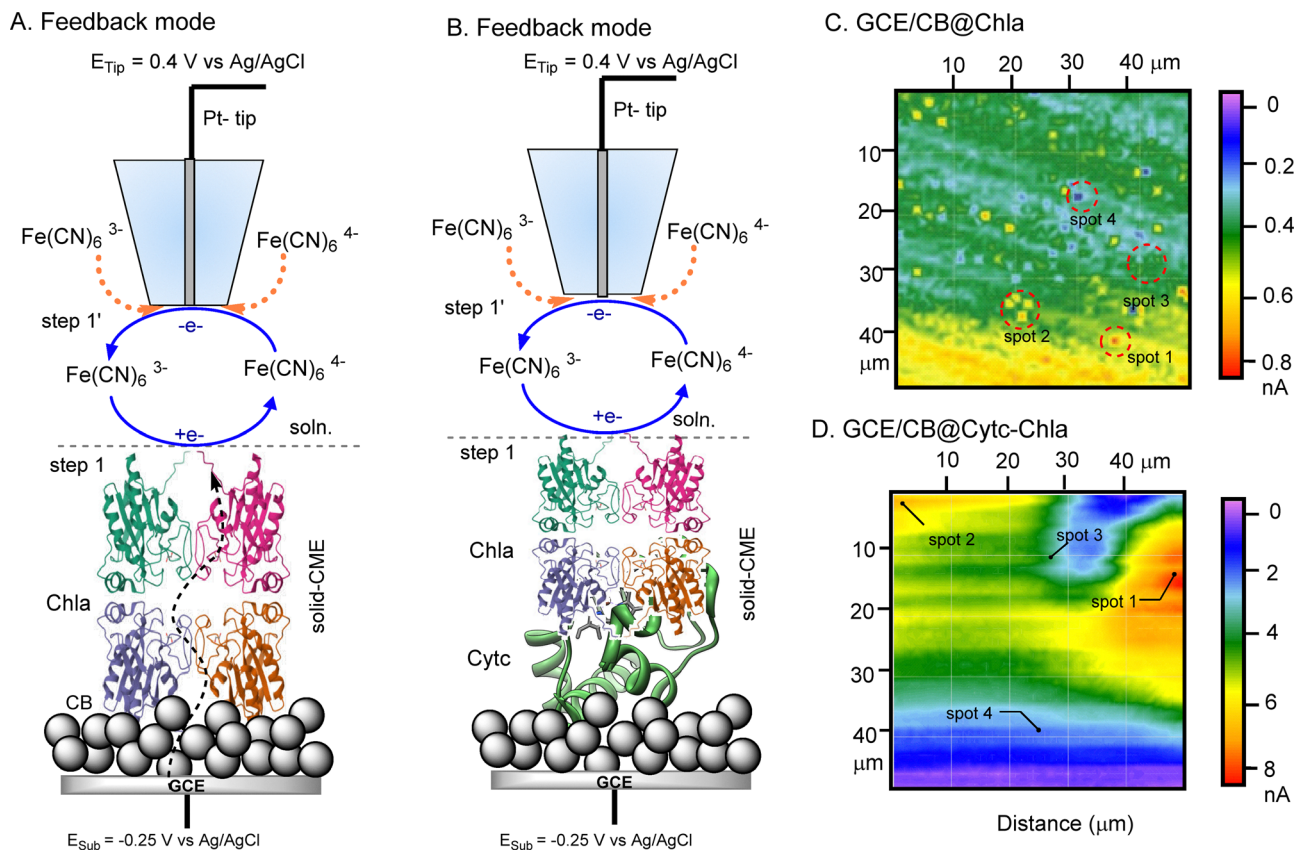 A. Feedback mode
E_Tip = 0.4 V vs Ag/AgCl
Pt- tip
Fe(CN)6 3-
Fe(CN)6 4-
step 1'
-e-
Fe(CN)6 3-
Fe(CN)6 4-
+e-
soln.
step 1
Chla
solid-CME
CB
GCE
E_Sub = -0.25 V vs Ag/AgCl
B. Feedback mode
E_Tip = 0.4 V vs Ag/AgCl
Pt- tip
Fe(CN)6 3-
Fe(CN)6 4-
step 1'
-e-
Fe(CN)6 3-
Fe(CN)6 4-
+e-
soln.
step 1
Chla
solid-CME
Cytc
CB
GCE
E_Sub = -0.25 V vs Ag/AgCl
C. GCE/CB@Chla
10 20 30 40 μm
10
20
30
40
μm
spot 4
spot 3
spot 2
spot 1
0
0.2
0.4
0.6
0.8
nA
D. GCE/CB@Cytc-Chla
10 20 30 40 μm
10
20
30
40
μm
spot 2
spot 3
spot 1
spot 4
0
2
4
6
8
nA
Distance (μm)